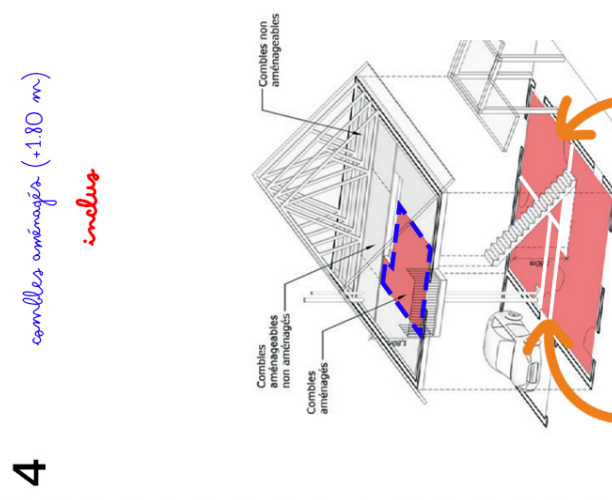 4
combles aménagés (+1.80 m)
inclus
Combles non
aménageables
Combles
aménageables
non aménagés
Combles
aménagés